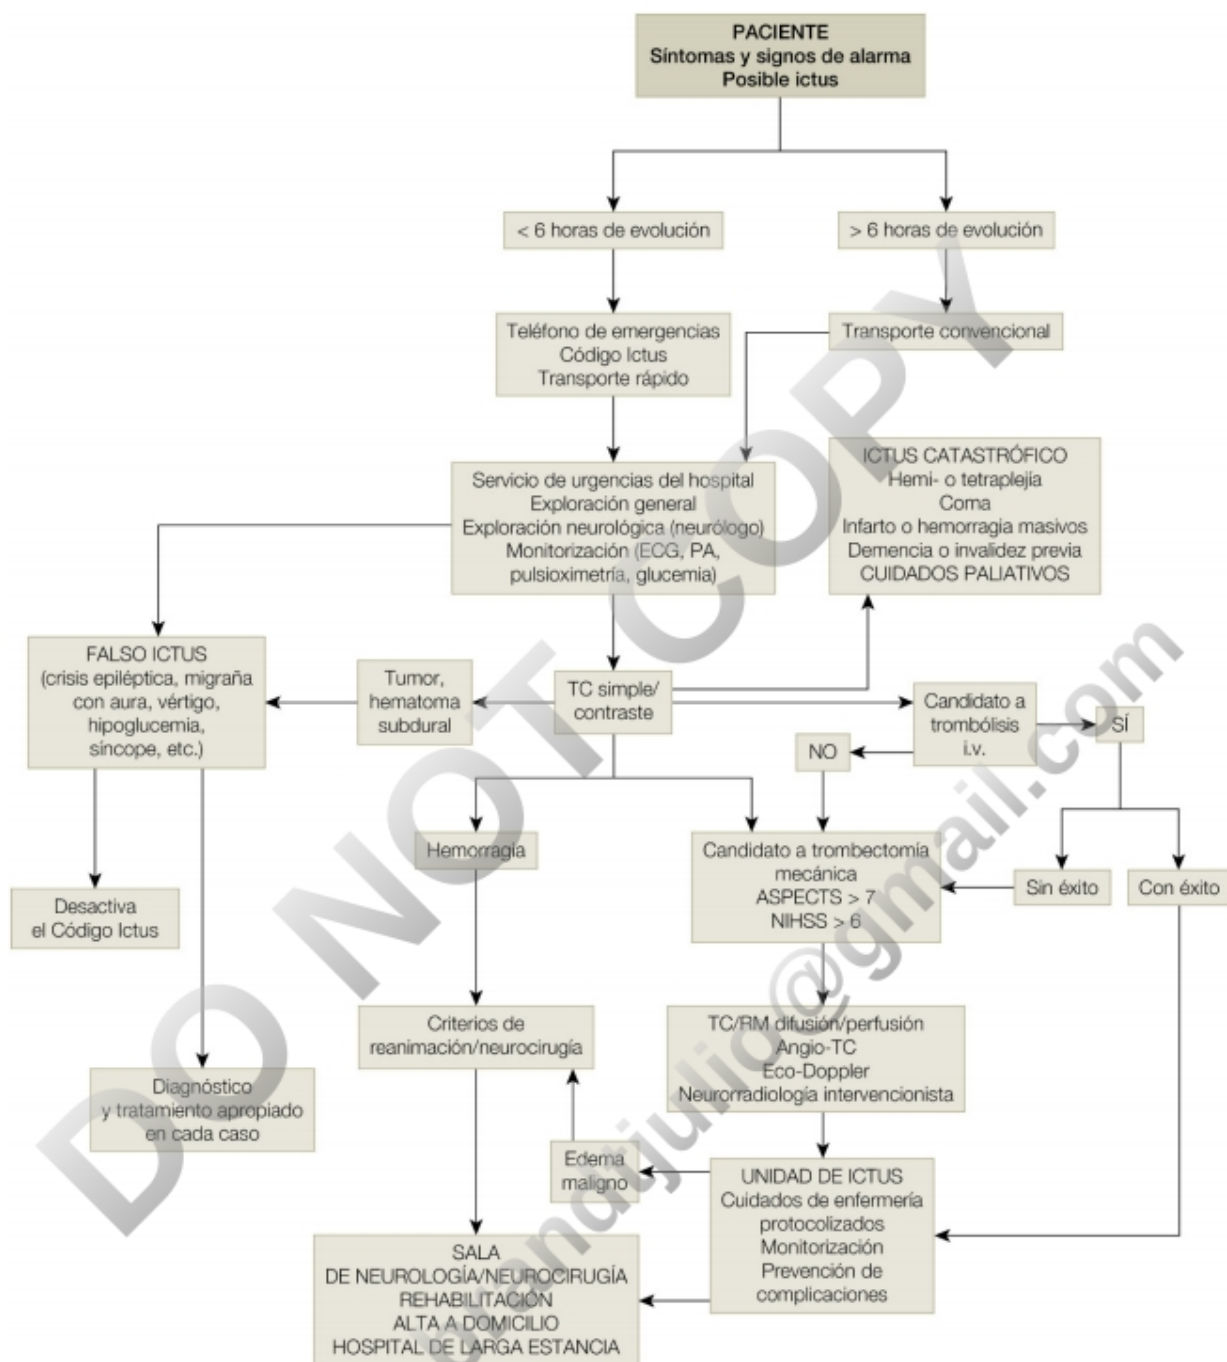 PACIENTE
Síntomas y signos de alarma
Posible ictus
< 6 horas de evolución
> 6 horas de evolución
Teléfono de emergencias
Código Ictus
Transporte rápido
Transporte convencional
Servicio de urgencias del hospital
Exploración general
Exploración neurológica (neurólogo)
Monitorización (ECG, PA,
pulsioximetría, glucemia)
ICTUS CATASTRÓFICO
Hemi- o tetraplejía
Coma
Infarto o hemorragia masivos
Demencia o invalidez previa
CUIDADOS PALIATIVOS
FALSO ICTUS
(crisis epiléptica, migraña
con aura, vértigo,
hipoglucemia,
síncope, etc.)
Tumor,
hematoma
subdural
TC simple/
contraste
Candidato a
trombólisis
i.v.
SÍ
NO
Hemorragía
Candidato a trombectomía
mecánica
ASPECTS > 7
NIHSS > 6
Sin éxito
Con éxito
Desactiva
el Código Ictus
Criterios de
reanimación/neurocirugía
TC/RM difusión/perfusión
Angio-TC
Eco-Doppler
Neurorradiología intervencionista
Diagnóstico
y tratamiento apropiado
en cada caso
Edema
maligno
UNIDAD DE ICTUS
Cuidados de enfermería
protocolizados
Monitorización
Prevención de
complicaciones
SALA
DE NEUROLOGÍA/NEUROCIRUGÍA
REHABILITACIÓN
ALTA A DOMICILIO
HOSPITAL DE LARGA ESTANCIA
DO NOT COPY
brandtjulio@gmail.com